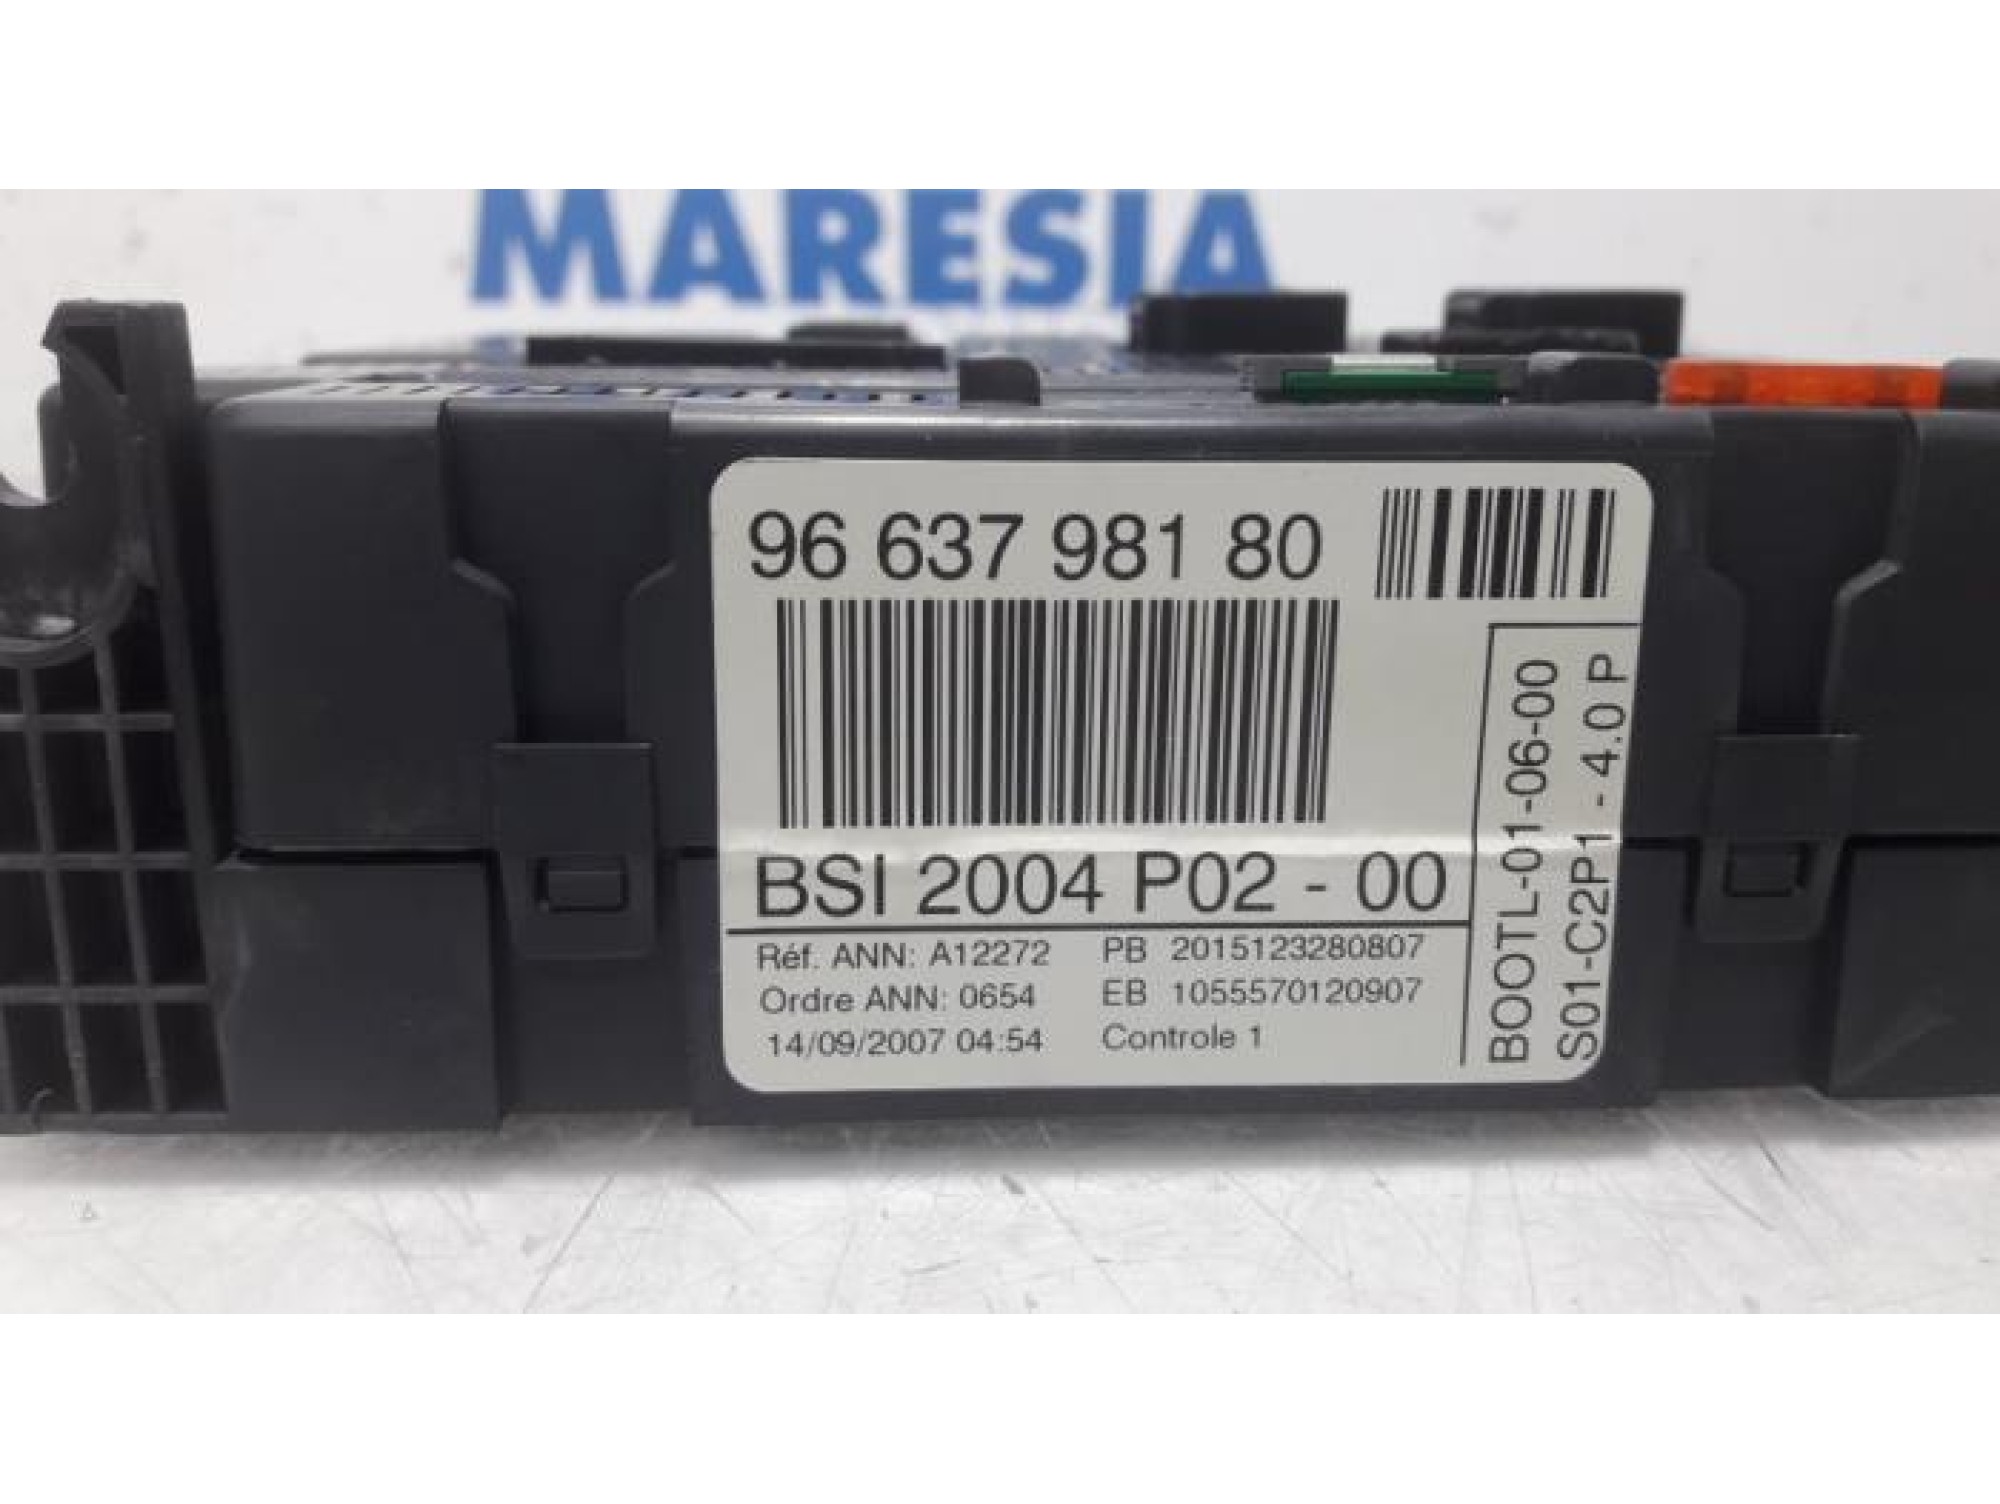 MARESIA
96 637 981 80
BSI 2004 P02 - 00
Réf. ANN: A12272 PB 2015123280807
Ordre ANN: 0654 EB 1055570120907
14/09/2007 04:54 Controle 1
BOOTL-01-06-00
S01-C2P1 - 4.0 P